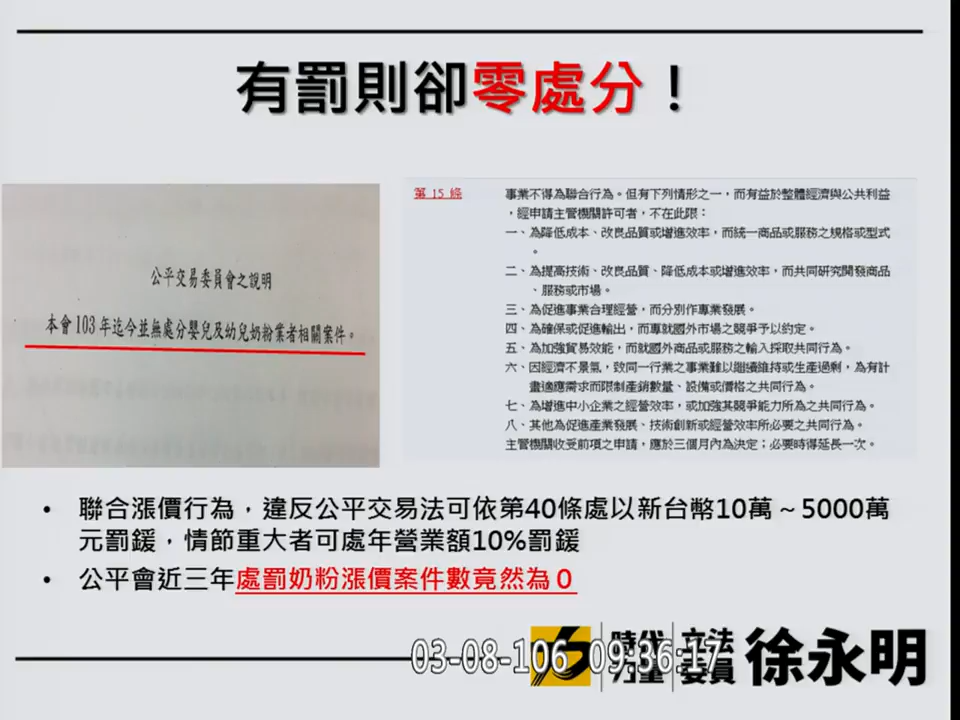 有罰則卻零處分！
公平交易委員會之說明
本會103年迄今並無處分嬰兒及幼兒奶粉業者相關案件。
第 15 條
事業不得為聯合行為。但有下列情形之一，而有益於整體經濟與公共利益
，經申請主管機關許可者，不在此限：
一、為降低成本、改良品質或增進效率，而統一商品或服務之規格或型式
。
二、為提高技術、改良品質、降低成本或增進效率，而共同研究開發商品
、服務或市場。
三、為促進事業合理經營，而分別作專業發展。
四、為確保或促進輸出，而專就國外市場之競爭予以約定。
五、為加強貿易效能，而就國外商品或服務之輸入採取共同行為。
六、因經濟不景氣，致同一行業之事業難以繼續維持或生產過剩，為有計
畫適應需求而限制產銷數量、設備或價格之共同行為。
七、為增進中小企業之經營效率，或加強其競爭能力所為之共同行為。
八、其他為促進產業發展、技術創新或經營效率所必要之共同行為。
主管機關收受前項之申請，應於三個月內為決定；必要時得延長一次。
• 聯合漲價行為，違反公平交易法可依第40條處以新台幣10萬～5000萬
元罰鍰，情節重大者可處年營業額10%罰鍰
• 公平會近三年處罰奶粉漲價案件數竟然為０
時代力量 立法委員 徐永明
03-08-106 09:36:17